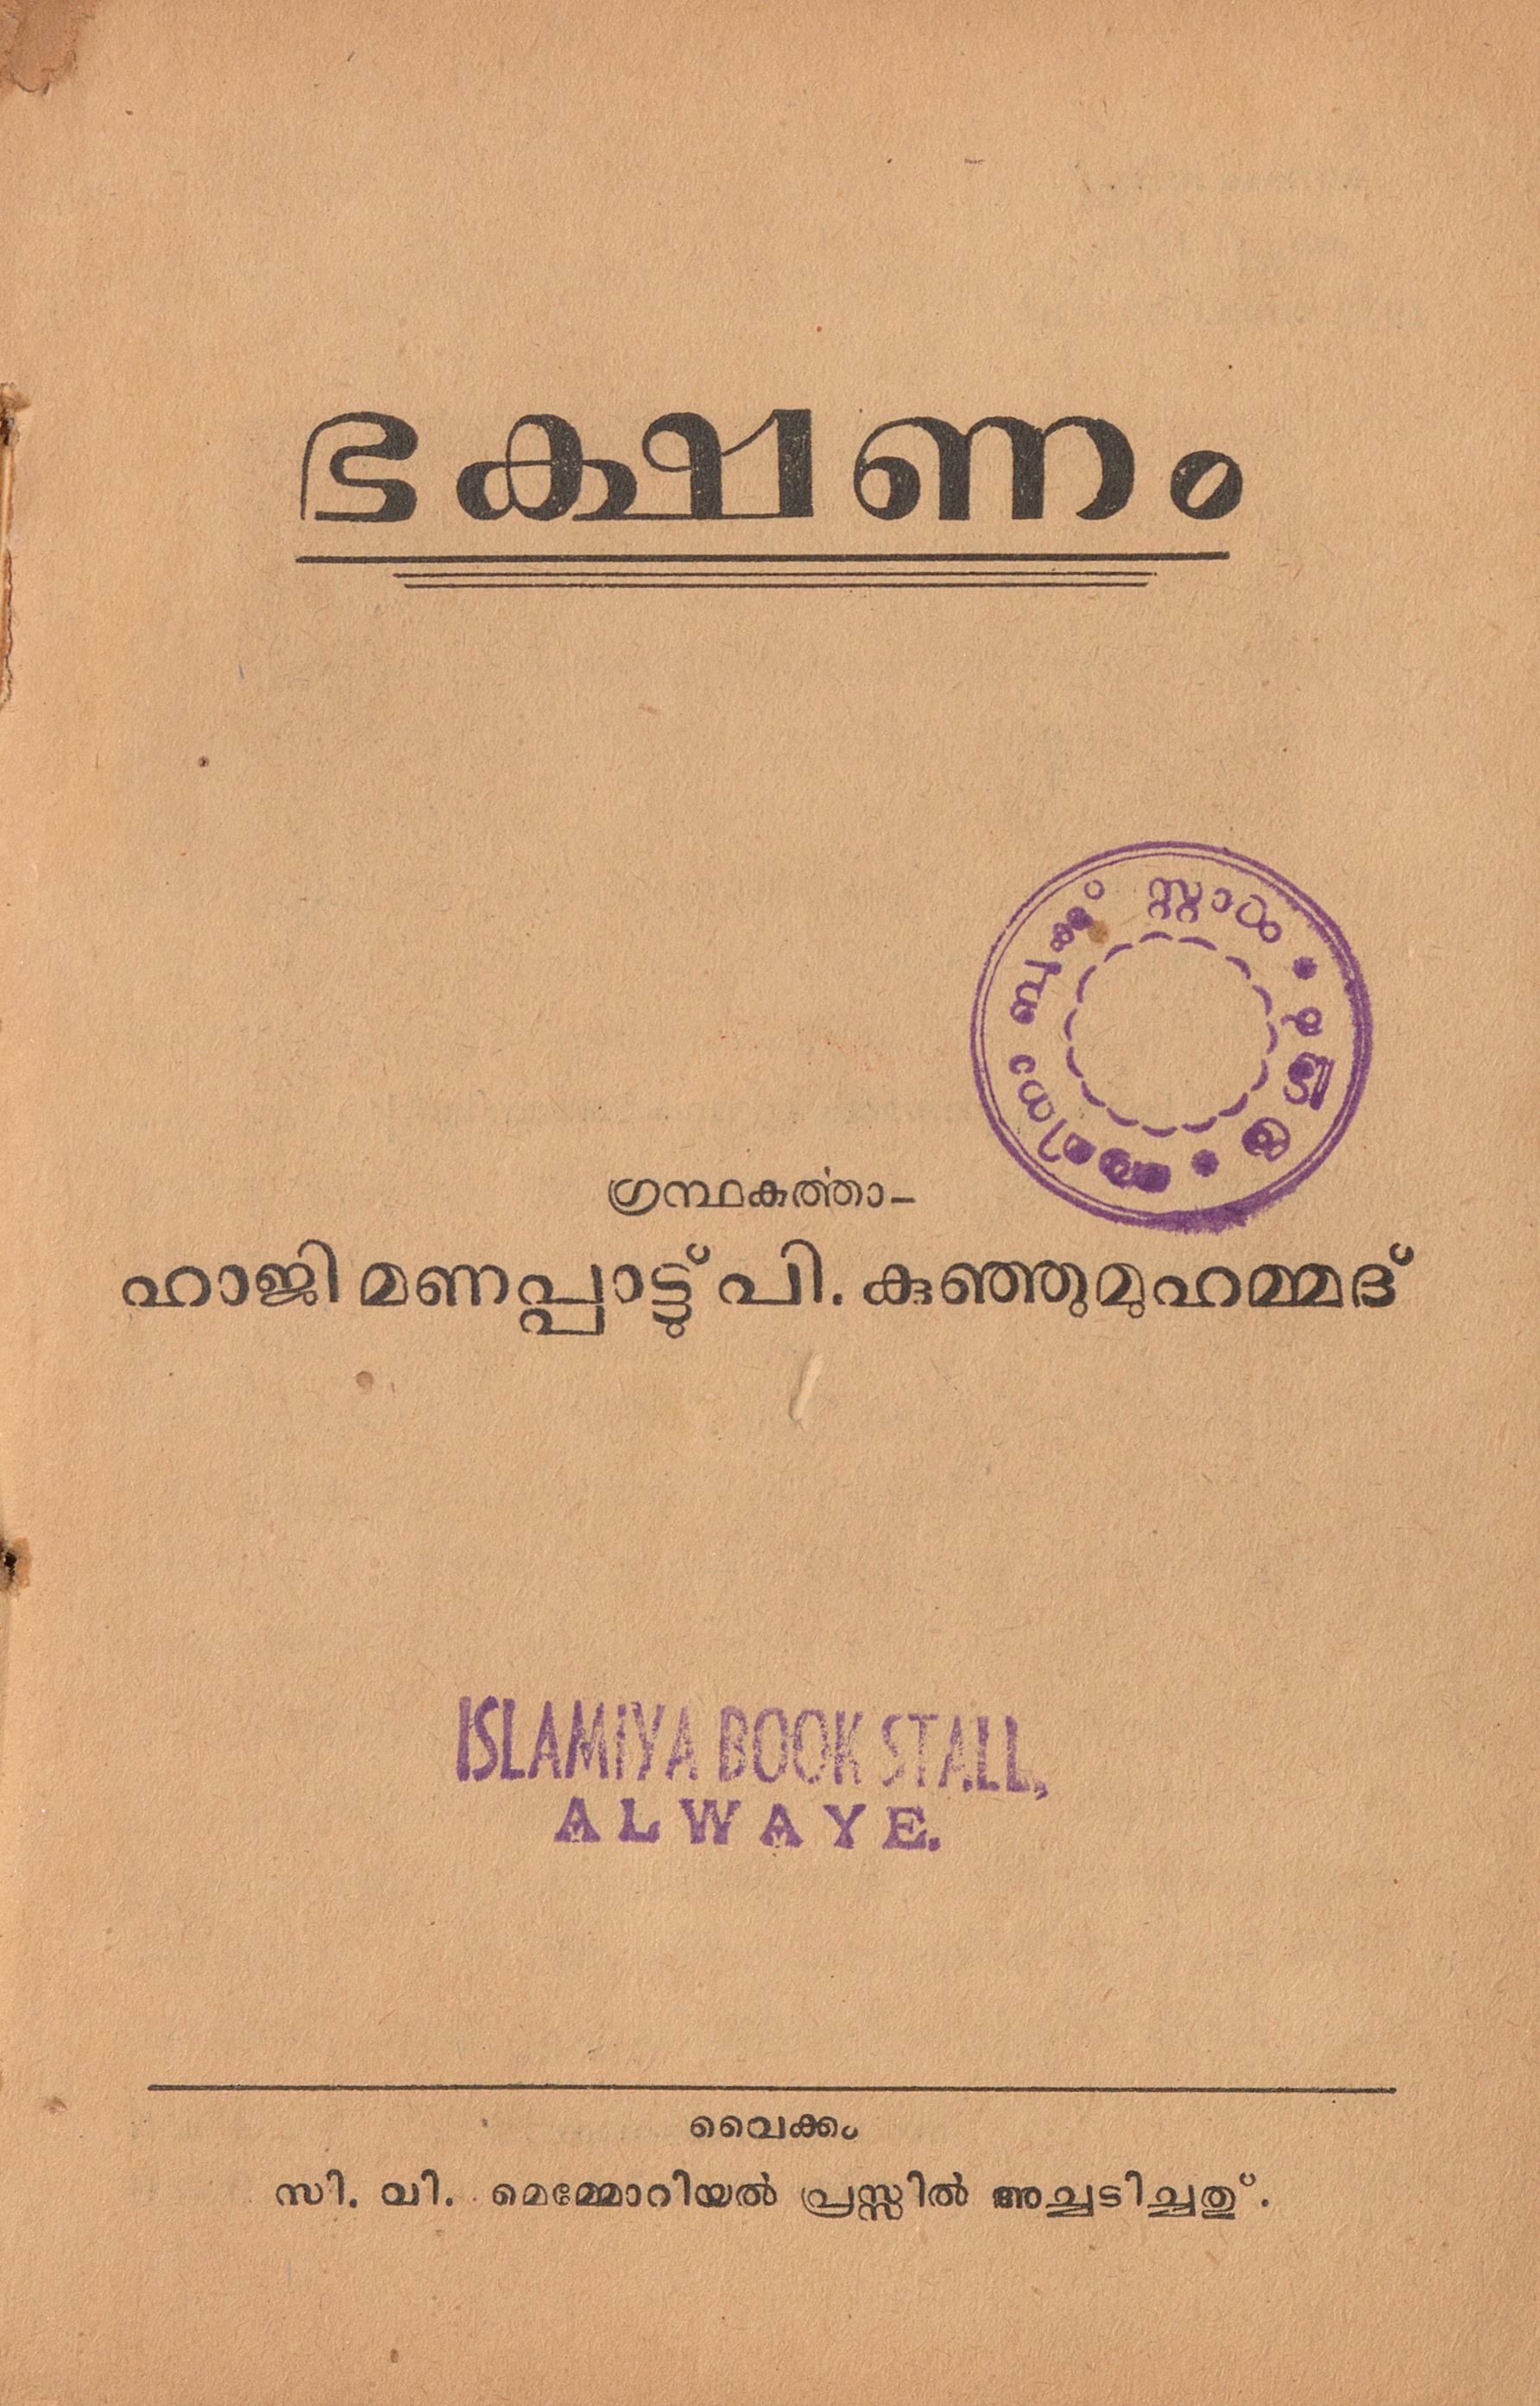 ഭക്ഷണം
ഗ്രന്ഥകർത്താ—
ഹാജി മണപ്പാട്ടു് പി. കുഞ്ഞുമുഹമ്മദ്
ISLAMIYA BOOK STALL,
ALWAYE.
വൈക്കം
സി. വി. മെമ്മോറിയൽ പ്രസ്സിൽ അച്ചടിച്ചതു്.